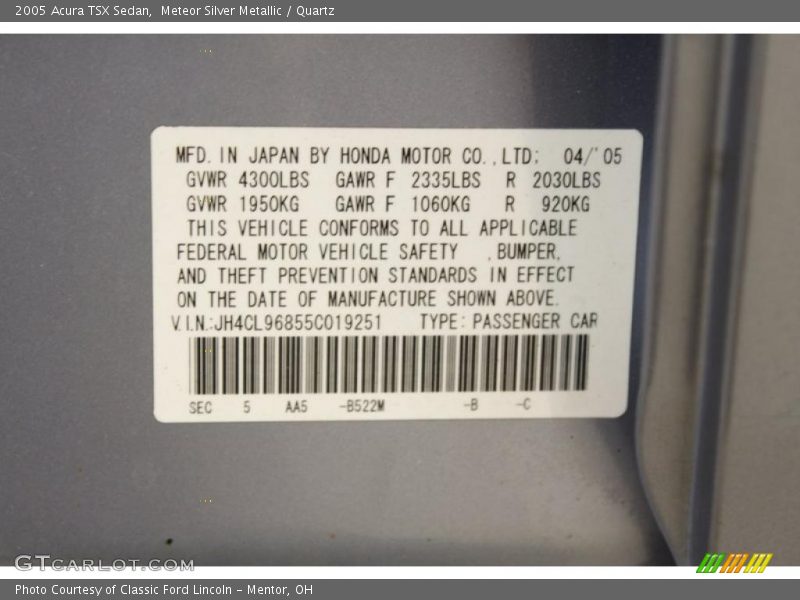 2005 Acura TSX Sedan,  Meteor Silver Metallic / Quartz
MFD. IN JAPAN BY HONDA MOTOR CO.,LTD; 04/'05
GVWR 4300LBS GAWR F 2335LBS R 2030LBS
GVWR 1950KG GAWR F 1060KG R 920KG
THIS VEHICLE CONFORMS TO ALL APPLICABLE
FEDERAL MOTOR VEHICLE SAFETY ,BUMPER,
AND THEFT PREVENTION STANDARDS IN EFFECT
ON THE DATE OF MANUFACTURE SHOWN ABOVE.
V.I.N.:JH4CL96855C019251 TYPE: PASSENGER CAR
SEC 5 AA5 -B522M -B -C
GTCARLOT.COM
Photo Courtesy of Classic Ford Lincoln - Mentor, OH